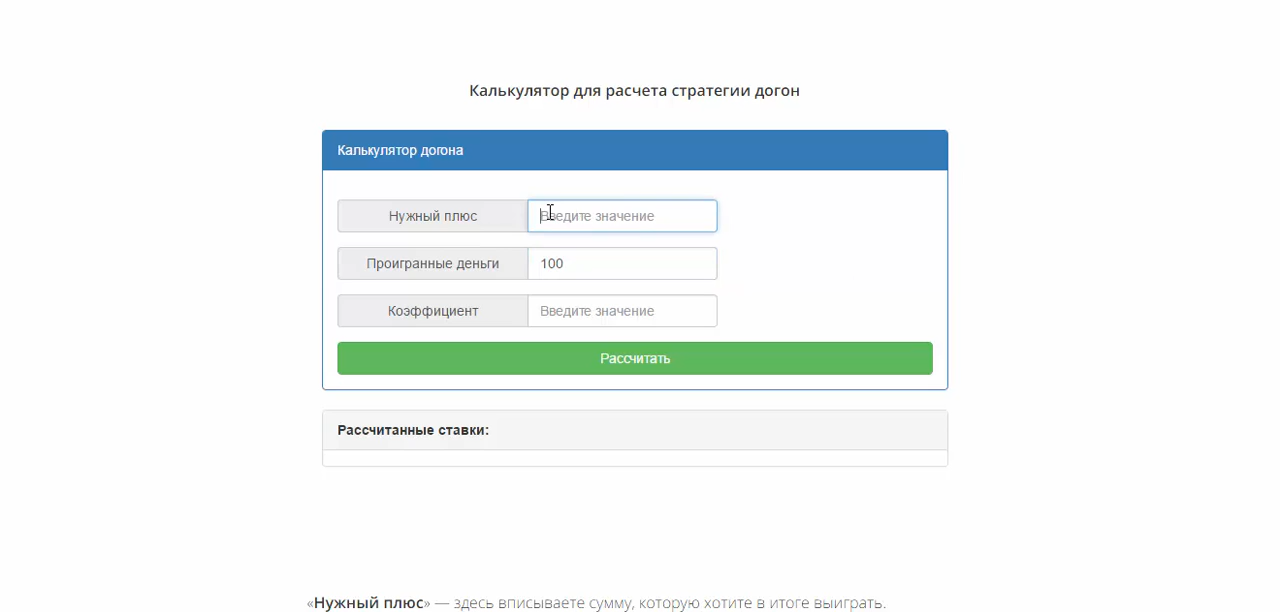 Калькулятор для расчета стратегии догон
Калькулятор догона
Нужный плюс
Введите значение
Проигранные деньги
100
Коэффициент
Введите значение
Рассчитать
Рассчитанные ставки:
«Нужный плюс» — здесь вписываете сумму, которую хотите в итоге выиграть.